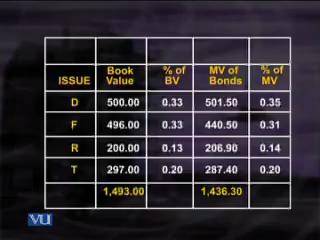 ISSUE Book Value % of BV MV of Bonds % of MV
D 500.00 0.33 501.50 0.35
F 496.00 0.33 440.50 0.31
R 200.00 0.13 206.90 0.14
T 297.00 0.20 287.40 0.20
1,493.00 1,436.30
VU